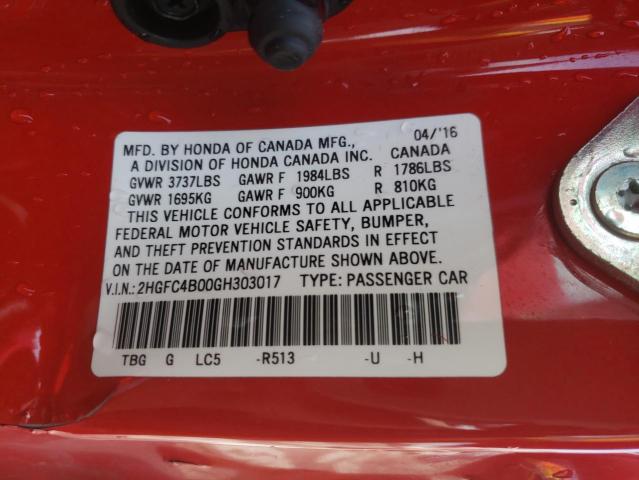 MFD. BY HONDA OF CANADA MFG., 04/'16
A DIVISION OF HONDA CANADA INC. CANADA
GVWR 3737LBS GAWR F 1984LBS R 1786LBS
GVWR 1695KG GAWR F 900KG R 810KG
THIS VEHICLE CONFORMS TO ALL APPLICABLE
FEDERAL MOTOR VEHICLE SAFETY, BUMPER,
AND THEFT PREVENTION STANDARDS IN EFFECT
ON THE DATE OF MANUFACTURE SHOWN ABOVE.
V.I.N.: 2HGFC4B00GH303017 TYPE: PASSENGER CAR
TBG G LC5 -R513 -U -H